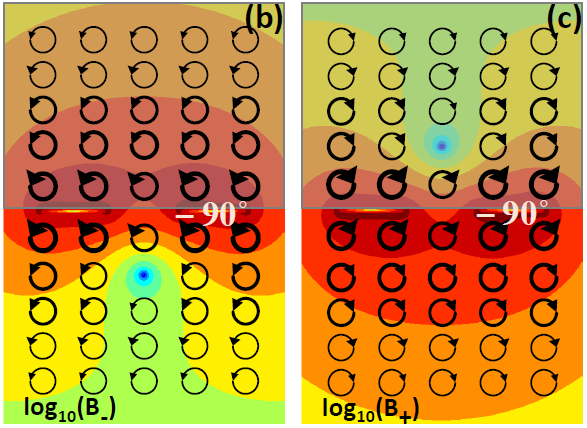 (b)
– 90°
log₁₀(B₋)
(c)
– 90°
log₁₀(B₊)